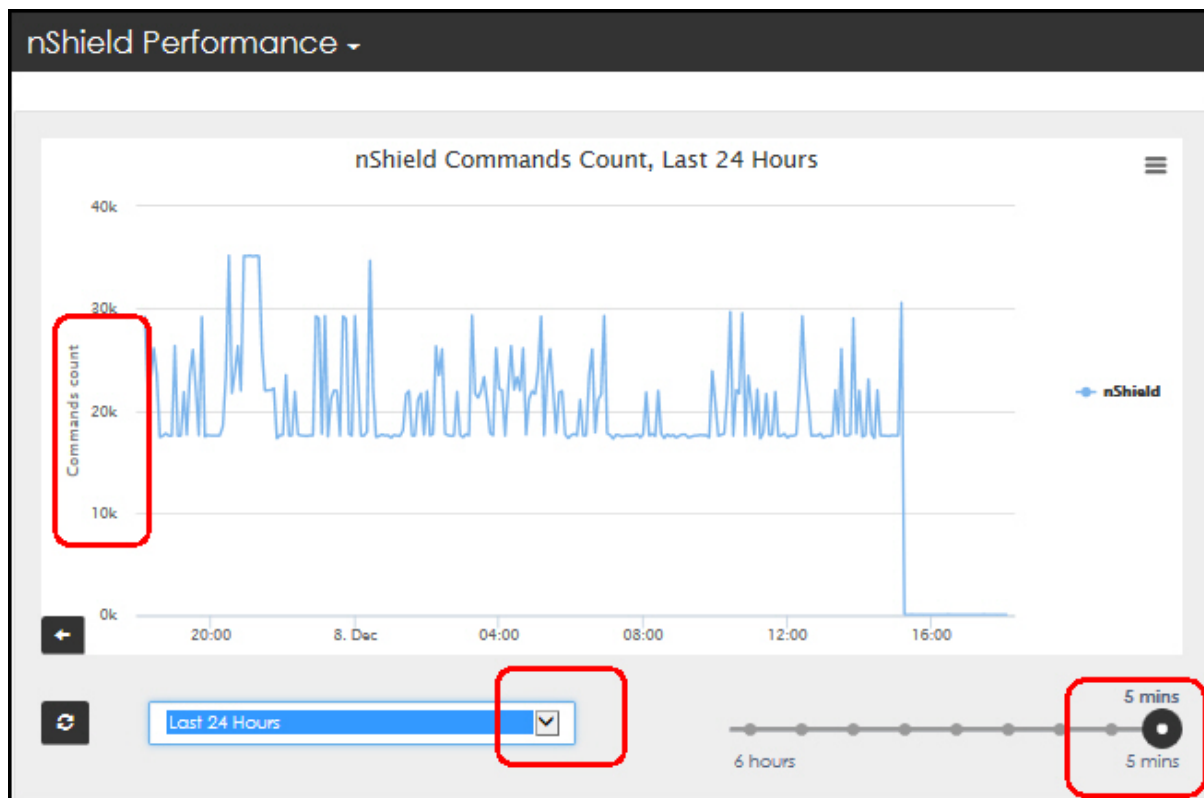 nShield Performance
nShield Commands Count, Last 24 Hours
40k
30k
20k
10k
0k
Commands count
nShield
20:00 8. Dec 04:00 08:00 12:00 16:00
Last 24 Hours
5 mins
6 hours 5 mins